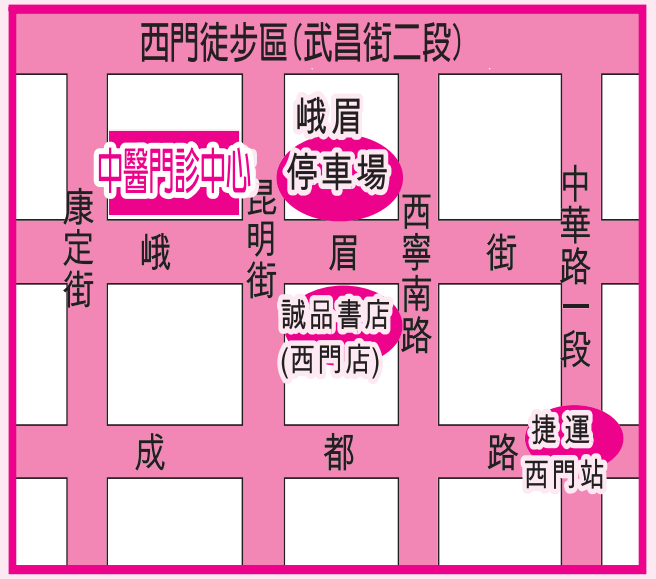 西門徒步區(武昌街二段)
峨眉
停車場
中醫門診中心
康定街
昆明街
西寧南路
中華路一段
峨眉街
誠品書店
(西門店)
成都路
捷運
西門站